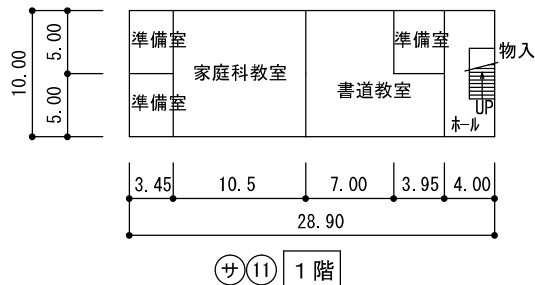 10.00
5.00
5.00
準備室
準備室
家庭科教室
書道教室
準備室
物入
UP
ホール
3.45
10.5
7.00
3.95
4.00
28.90
サ 11 1階